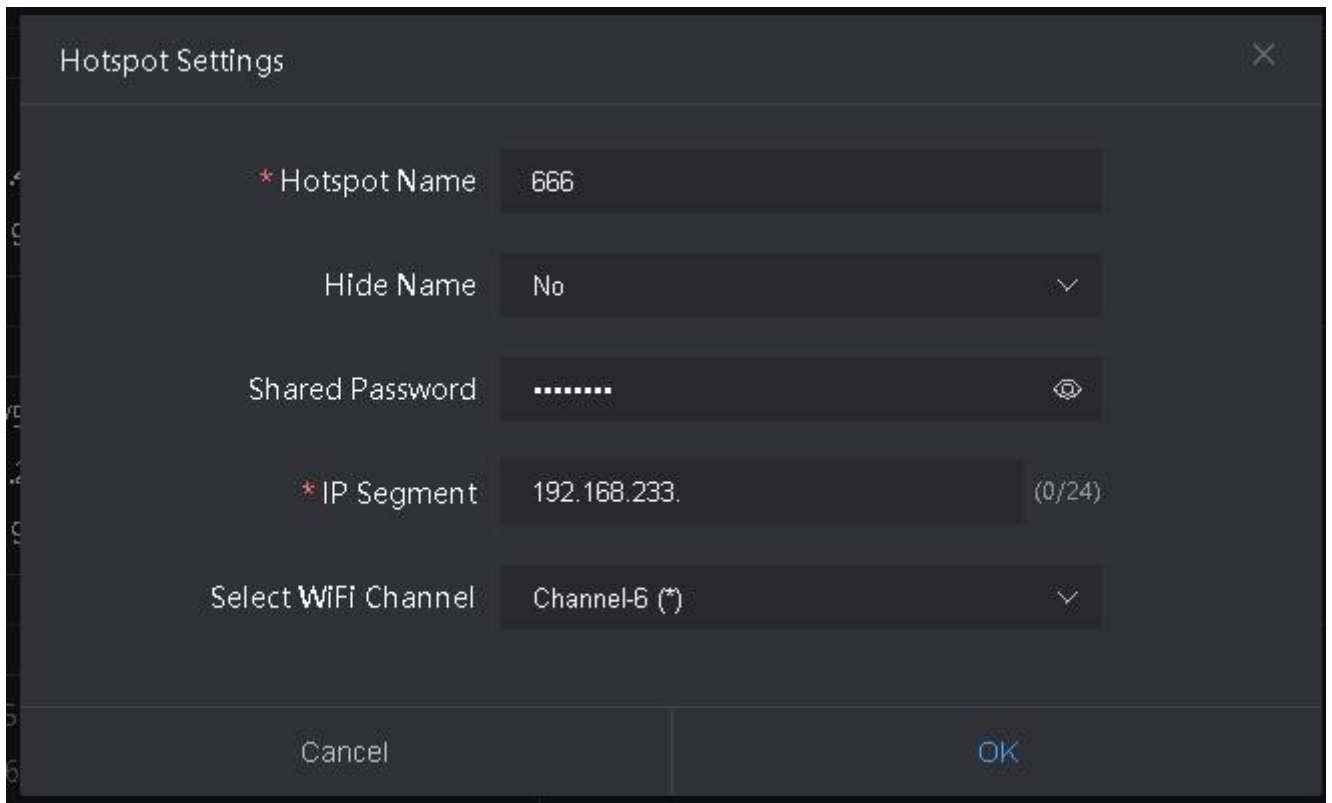 Hotspot Settings
* Hotspot Name 666
Hide Name No
Shared Password ••••••••
* IP Segment 192.168.233. (0/24)
Select WiFi Channel Channel-6 (*)
Cancel OK